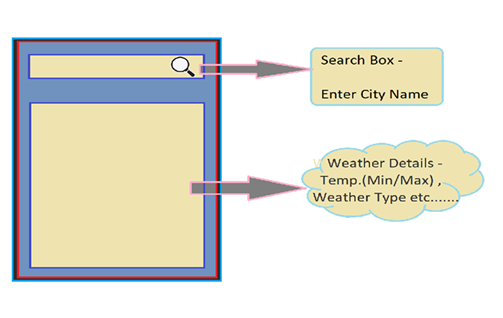 Search Box -
Enter City Name
Weather Details -
Temp.(Min/Max) ,
Weather Type etc.......